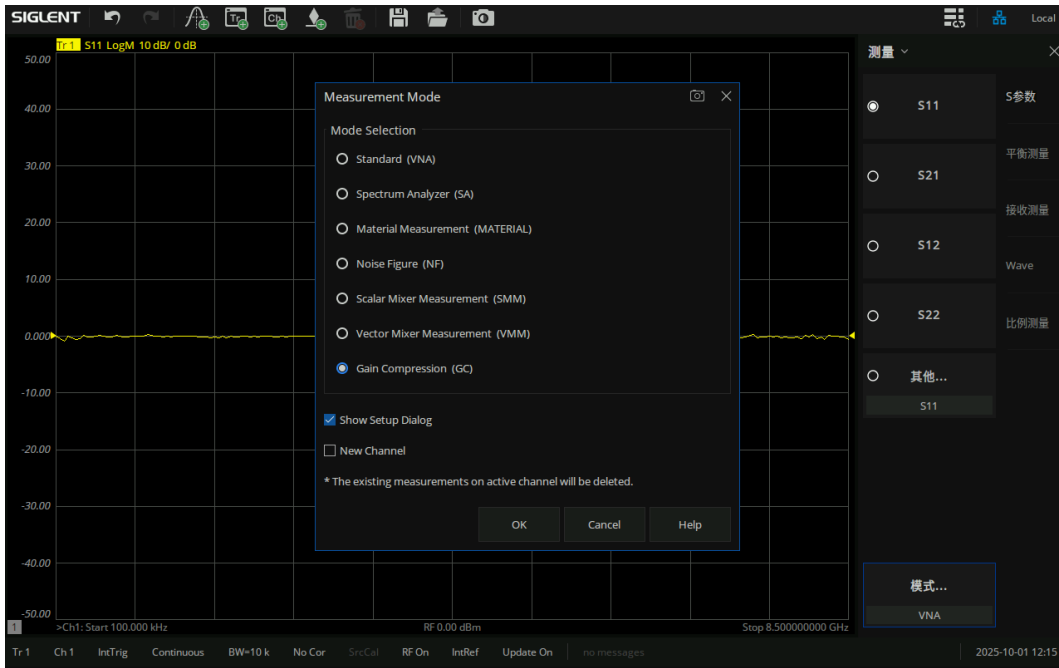 SIGLENT Tr Ch Local
Tr 1 S11 LogM 10 dB/ 0 dB
50.00
40.00
30.00
20.00
10.00
0.000
-10.00
-20.00
-30.00
-40.00
-50.00
Measurement Mode
Mode Selection
Standard (VNA)
Spectrum Analyzer (SA)
Material Measurement (MATERIAL)
Noise Figure (NF)
Scalar Mixer Measurement (SMM)
Vector Mixer Measurement (VMM)
Gain Compression (GC)
Show Setup Dialog
New Channel
* The existing measurements on active channel will be deleted.
OK Cancel Help
测量
S11
S21
S12
S22
其他...
S11
S参数
平衡测量
接收测量
Wave
比例测量
模式...
VNA
1 >Ch1: Start 100.000 kHz RF 0.00 dBm Stop 8.500000000 GHz
Tr 1 Ch 1 IntTrig Continuous BW=10 k No Cor SrcCal RF On IntRef Update On no messages 2025-10-01 12:15